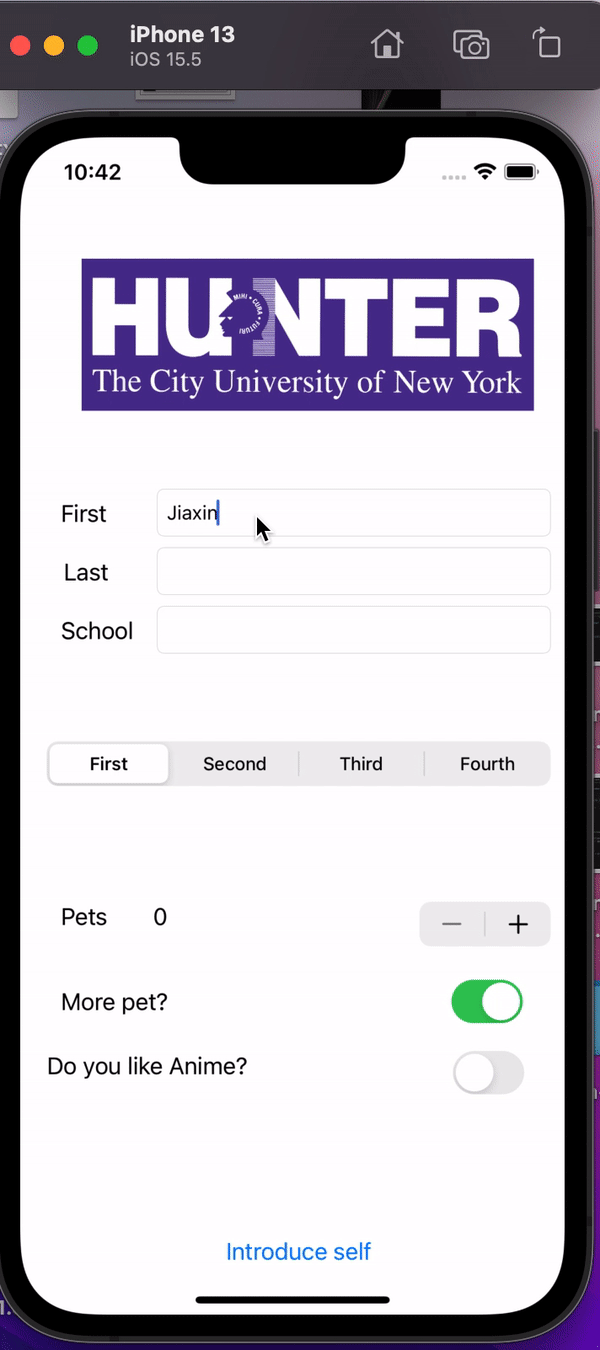 iPhone 13
iOS 15.5
10:42
HUNTER
MIHI • CURA • FUTURI
The City University of New York
First Jiaxin
Last
School
First Second Third Fourth
Pets 0
More pet?
Do you like Anime?
Introduce self